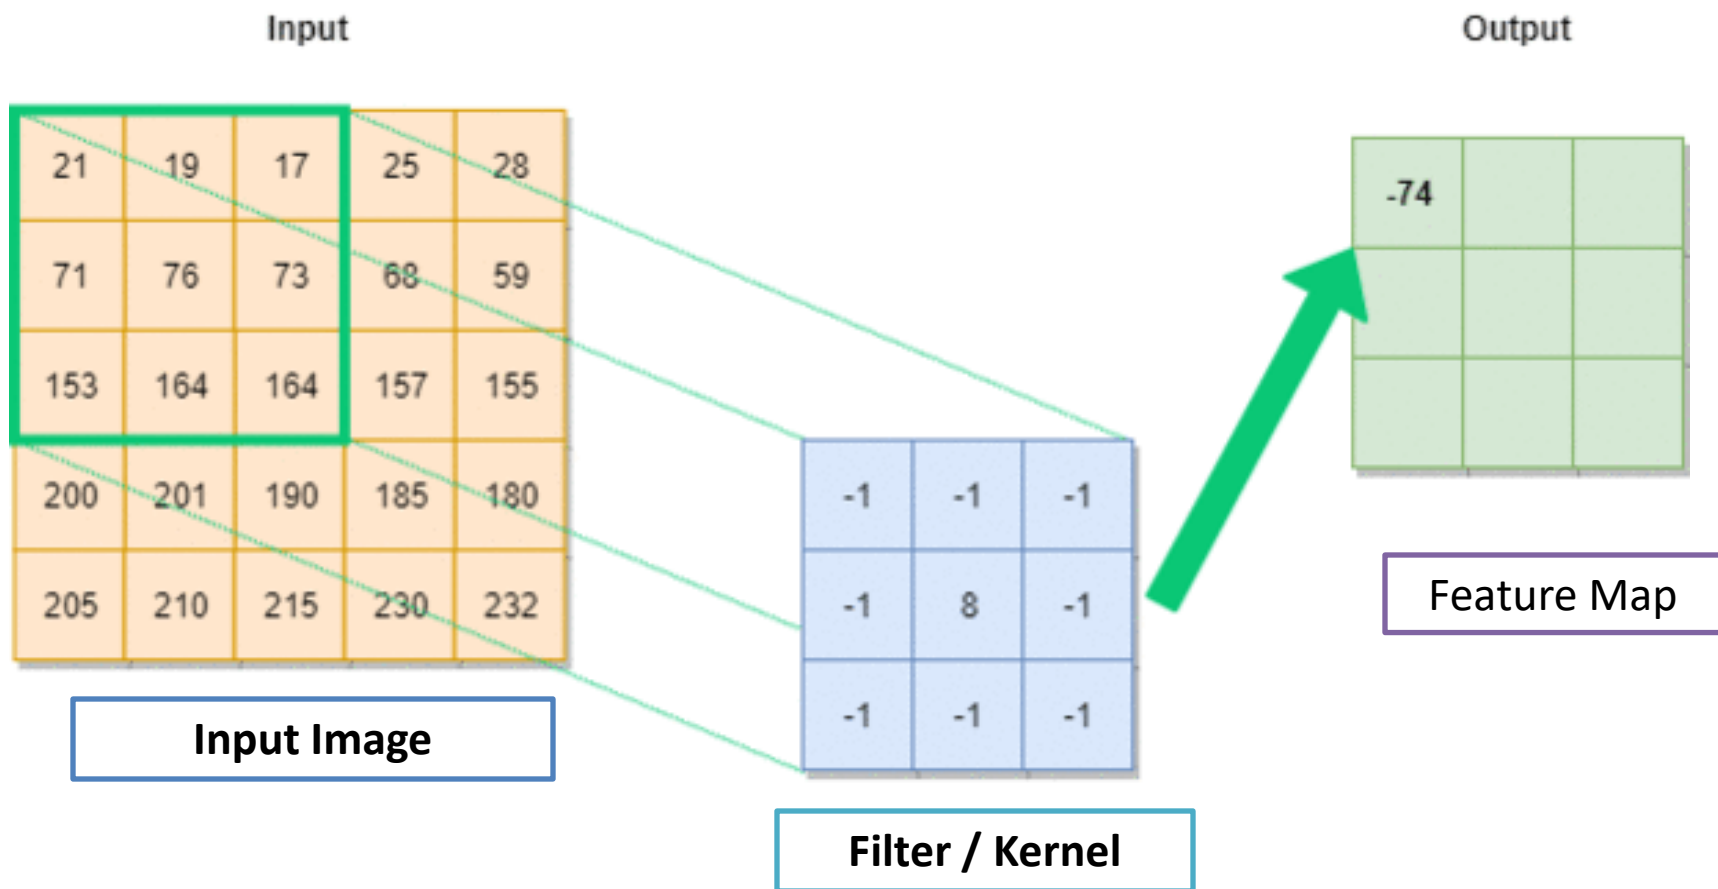 Input
Output
21 19 17 25 28
71 76 73 68 59
153 164 164 157 155
200 201 190 185 180
205 210 215 230 232
Input Image
-1 -1 -1
-1 8 -1
-1 -1 -1
Filter / Kernel
-74
Feature Map